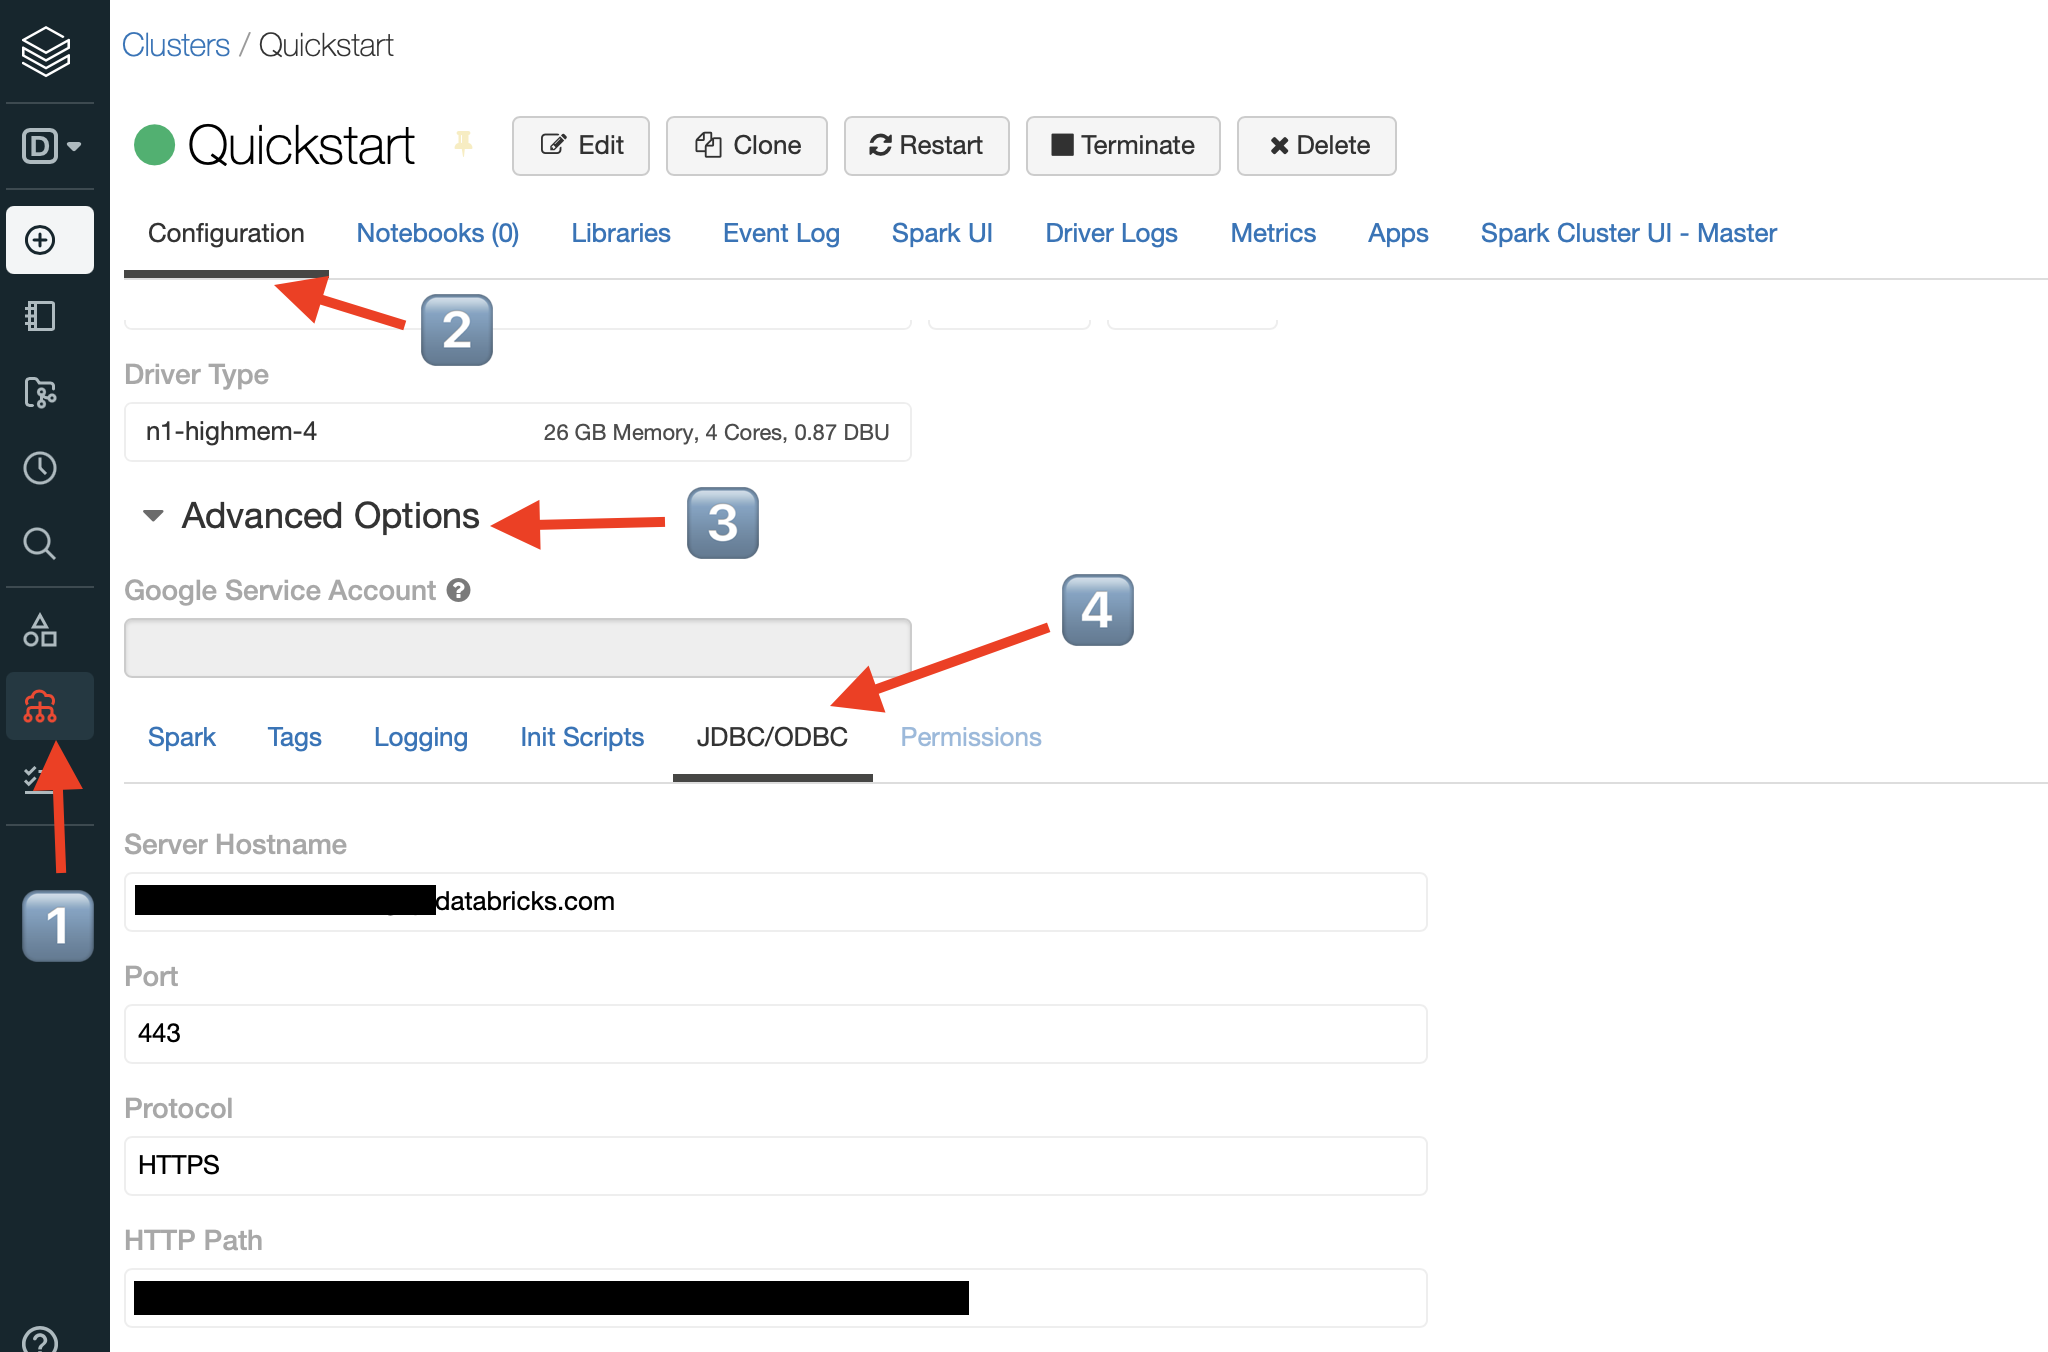 Clusters / Quickstart
D
Quickstart Edit Clone Restart Terminate Delete
Configuration Notebooks (0) Libraries Event Log Spark UI Driver Logs Metrics Apps Spark Cluster UI - Master
2
Driver Type
n1-highmem-4 26 GB Memory, 4 Cores, 0.87 DBU
Advanced Options
3
Google Service Account ?
4
Spark Tags Logging Init Scripts JDBC/ODBC Permissions
Server Hostname
databricks.com
1
Port
443
Protocol
HTTPS
HTTP Path
?